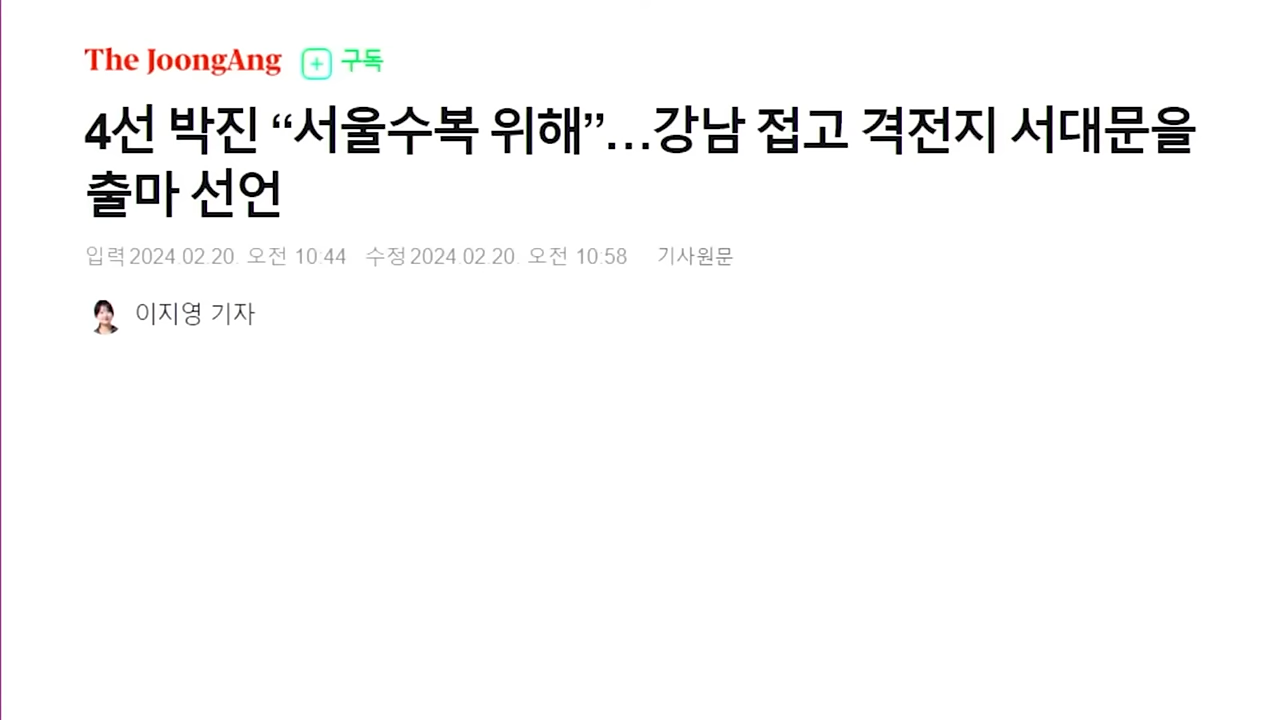 The JoongAng + 구독
4선 박진 “서울수복 위해”…강남 접고 격전지 서대문을
출마 선언
입력 2024.02.20. 오전 10:44 수정 2024.02.20. 오전 10:58 기사원문
이지영 기자